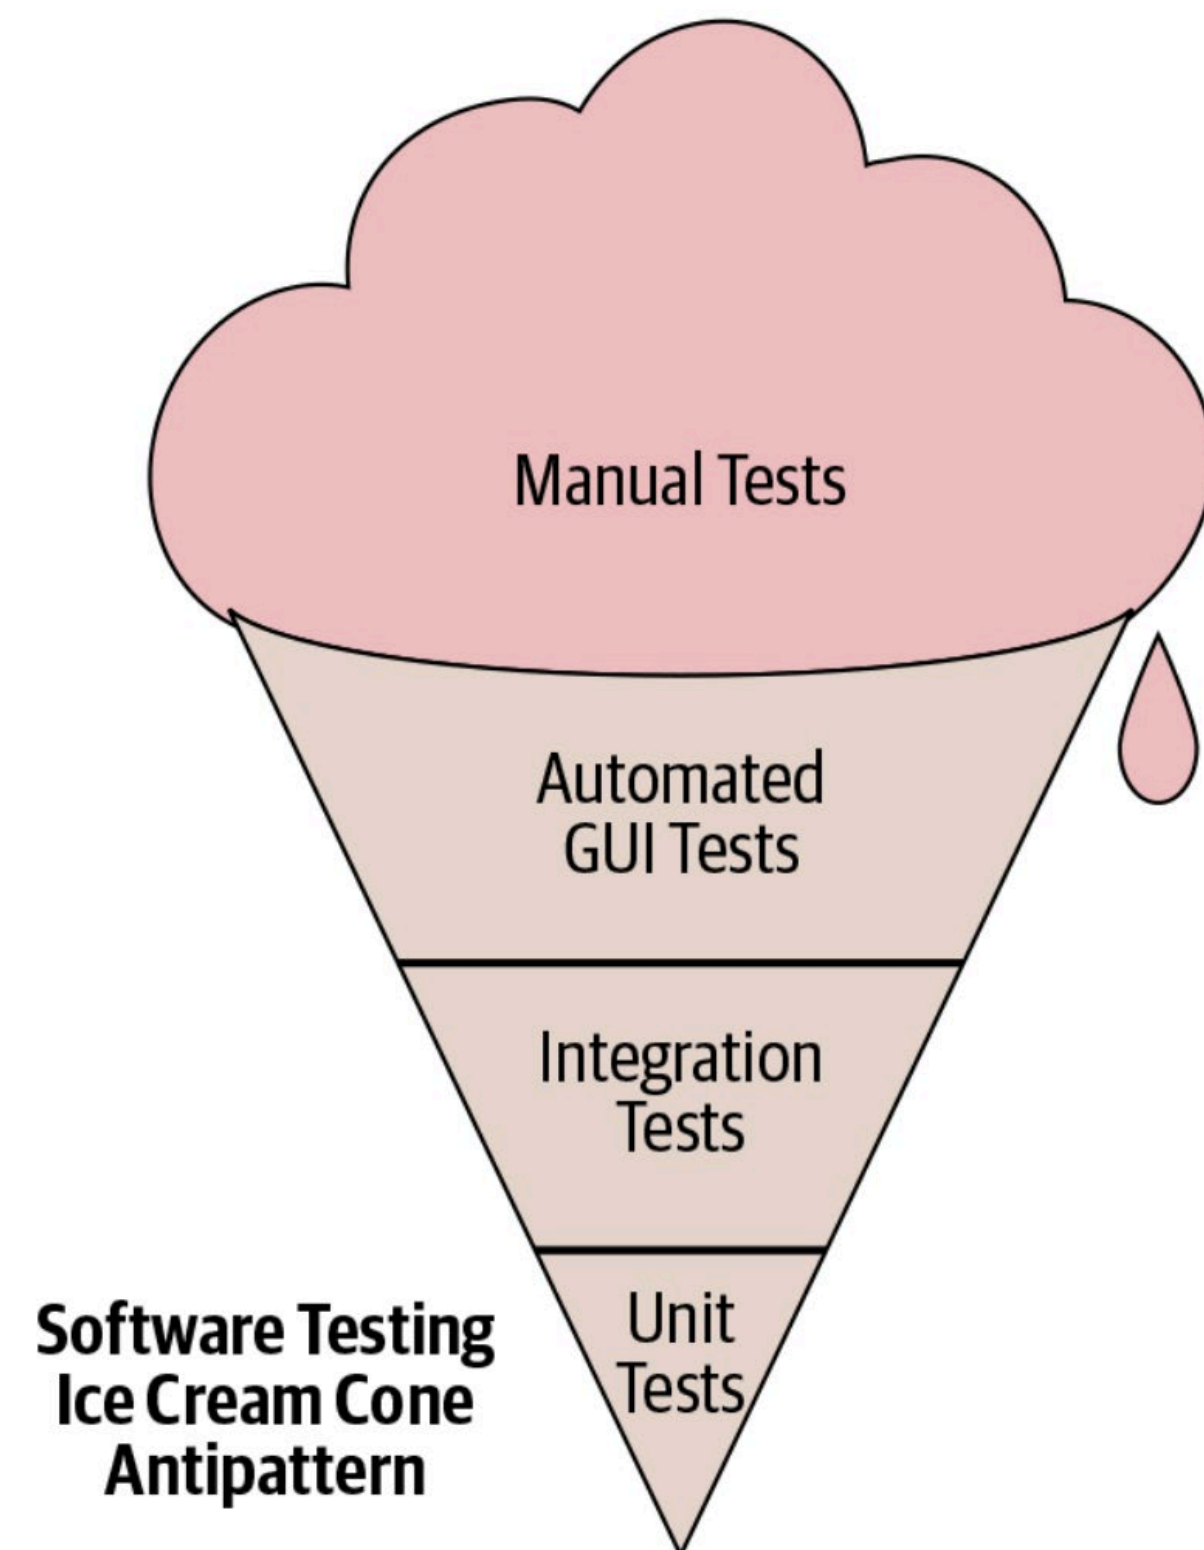 Manual Tests
Automated
GUI Tests
Integration
Tests
Unit
Tests
Software Testing
Ice Cream Cone
Antipattern